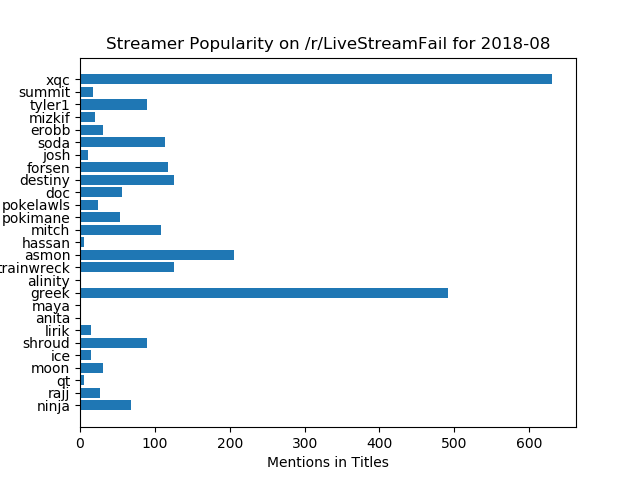 Streamer Popularity on /r/LiveStreamFail for 2018-08
xqc
summit
tyler1
mizkif
erobb
soda
josh
forsen
destiny
doc
pokelawls
pokimane
mitch
hassan
asmon
trainwreck
alinity
greek
maya
anita
lirik
shroud
ice
moon
qt
rajj
ninja
0 100 200 300 400 500 600
Mentions in Titles